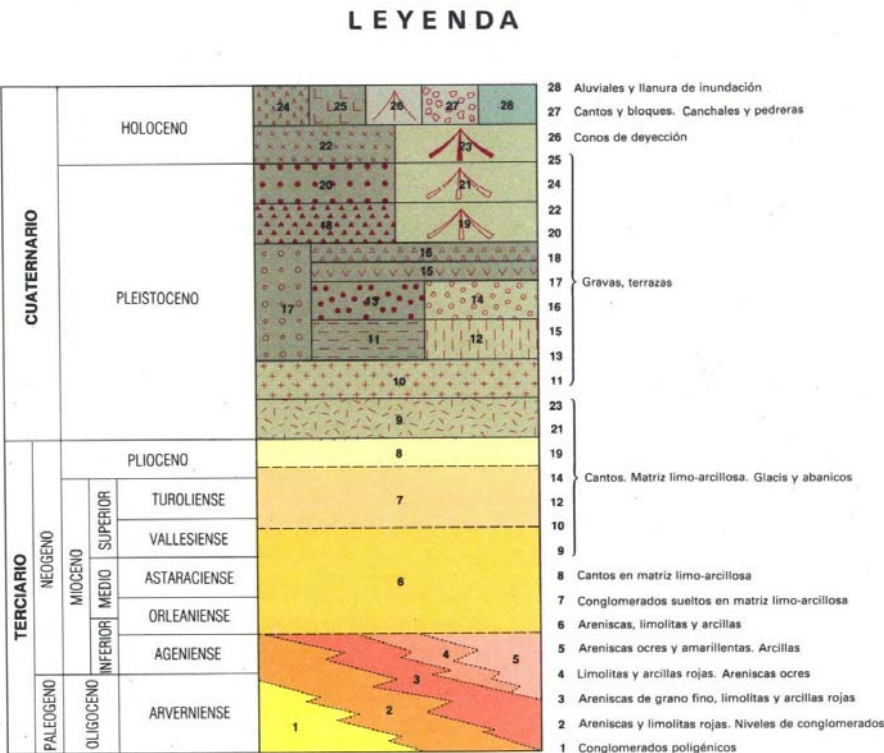 LEYENDA
CUATERNARIO
HOLOCENO
PLEISTOCENO
TERCIARIO
NEOGENO
PLIOCENO
MIOCENO
SUPERIOR
TUROLIENSE
VALLESIENSE
MEDIO
ASTARACIENSE
ORLEANIENSE
INFERIOR
AGENIENSE
PALEOGENO
OLIGOCENO
ARVERNIENSE
24 25 26 27 28
22 23
20 21
18 19
16
15
17 13 14
11 12
10
9
8
7
6
4 5
3
2
1
28 Aluviales y llanura de inundación
27 Cantos y bloques. Canchales y pedreras
26 Conos de deyección
25
24
22
20
18
17 Gravas, terrazas
16
15
13
11
23
21
19
14 Cantos. Matriz limo-arcillosa. Glacis y abanicos
12
10
9
8 Cantos en matriz limo-arcillosa
7 Conglomerados sueltos en matriz limo-arcillosa
6 Areniscas, limolitas y arcillas
5 Areniscas ocres y amarillentas. Arcillas
4 Limolitas y arcillas rojas. Areniscas ocres
3 Areniscas de grano fino, limolitas y arcillas rojas
2 Areniscas y limolitas rojas. Niveles de conglomerados
1 Conglomerados poligénicos